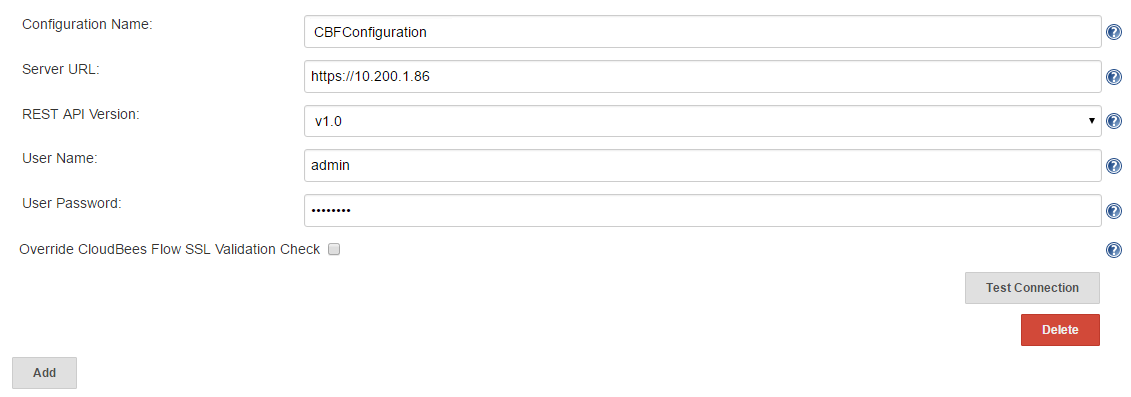 Configuration Name:
CBFConfiguration
Server URL:
https://10.200.1.86
REST API Version:
v1.0
User Name:
admin
User Password:
••••••••
Override CloudBees Flow SSL Validation Check
Test Connection
Delete
Add